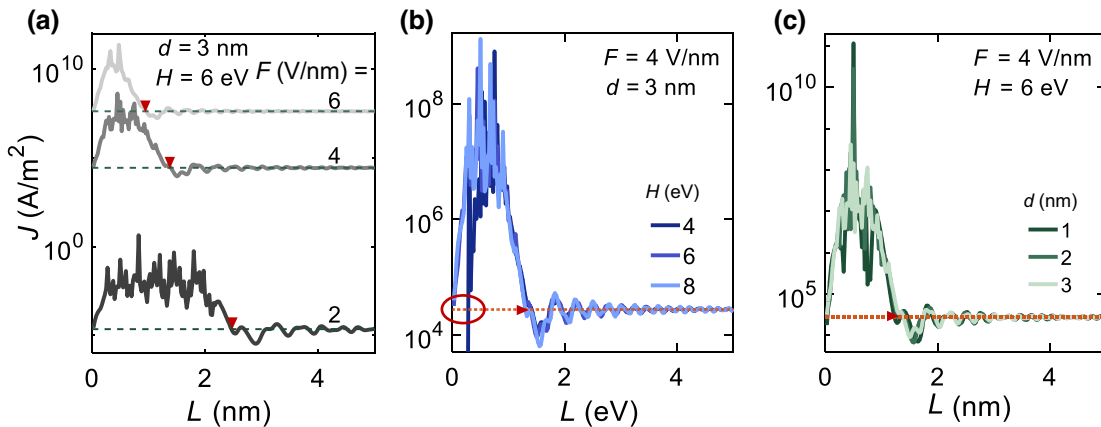 (a)
d = 3 nm
H = 6 eV F (V/nm) =
6
4
2
10^10
10^0
J (A/m^2)
0 2 4
L (nm)
(b)
F = 4 V/nm
d = 3 nm
H (eV)
4
6
8
10^8
10^6
10^4
0 2 4
L (eV)
(c)
F = 4 V/nm
H = 6 eV
d (nm)
1
2
3
10^10
10^5
0 2 4
L (nm)